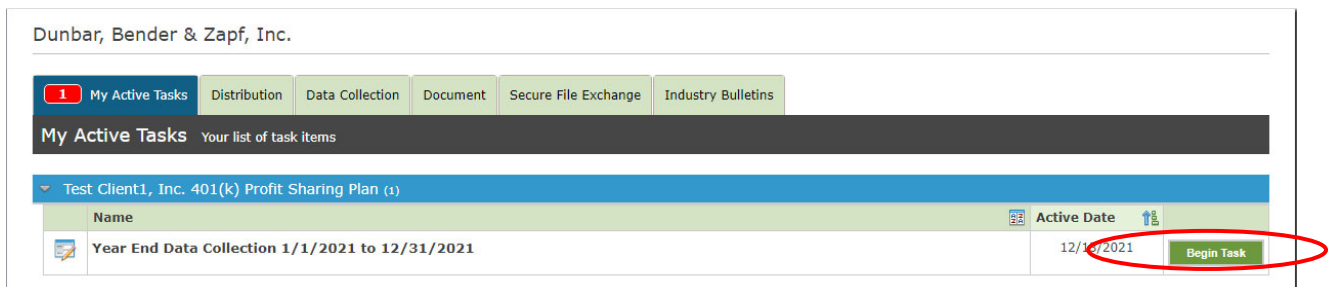 Dunbar, Bender & Zapf, Inc.
1 My Active Tasks Distribution Data Collection Document Secure File Exchange Industry Bulletins
My Active Tasks Your list of task items
Test Client1, Inc. 401(k) Profit Sharing Plan (1)
Name Active Date
Year End Data Collection 1/1/2021 to 12/31/2021 Begin Task